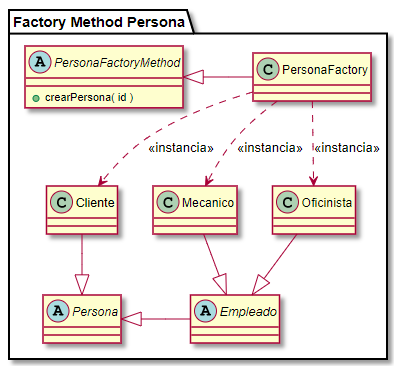 Factory Method Persona
A PersonaFactoryMethod
crearPersona( id )
C PersonaFactory
«instancia»
«instancia»
«instancia»
C Cliente
C Mecanico
C Oficinista
A Persona
A Empleado